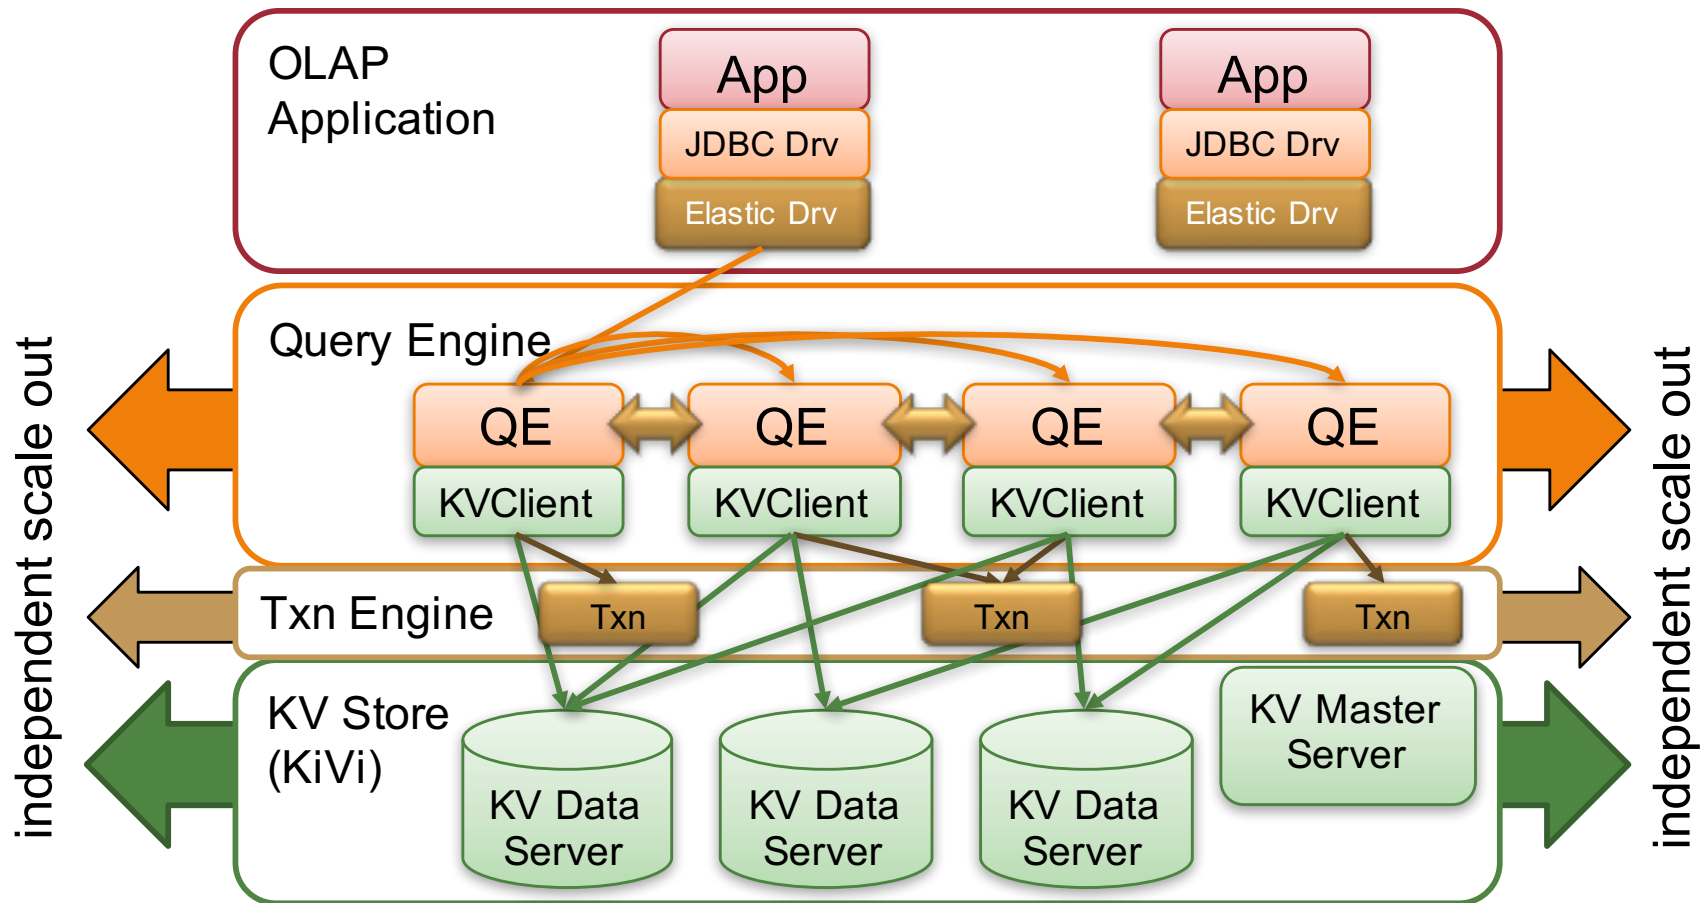 OLAP
Application
App
App
JDBC Drv
JDBC Drv
Elastic Drv
Elastic Drv
independent scale out
Query Engine
independent scale out
QE
QE
QE
QE
KVClient
KVClient
KVClient
KVClient
Txn Engine
Txn
Txn
Txn
KV Store
(KiVi)
KV Master
Server
KV Data
Server
KV Data
Server
KV Data
Server